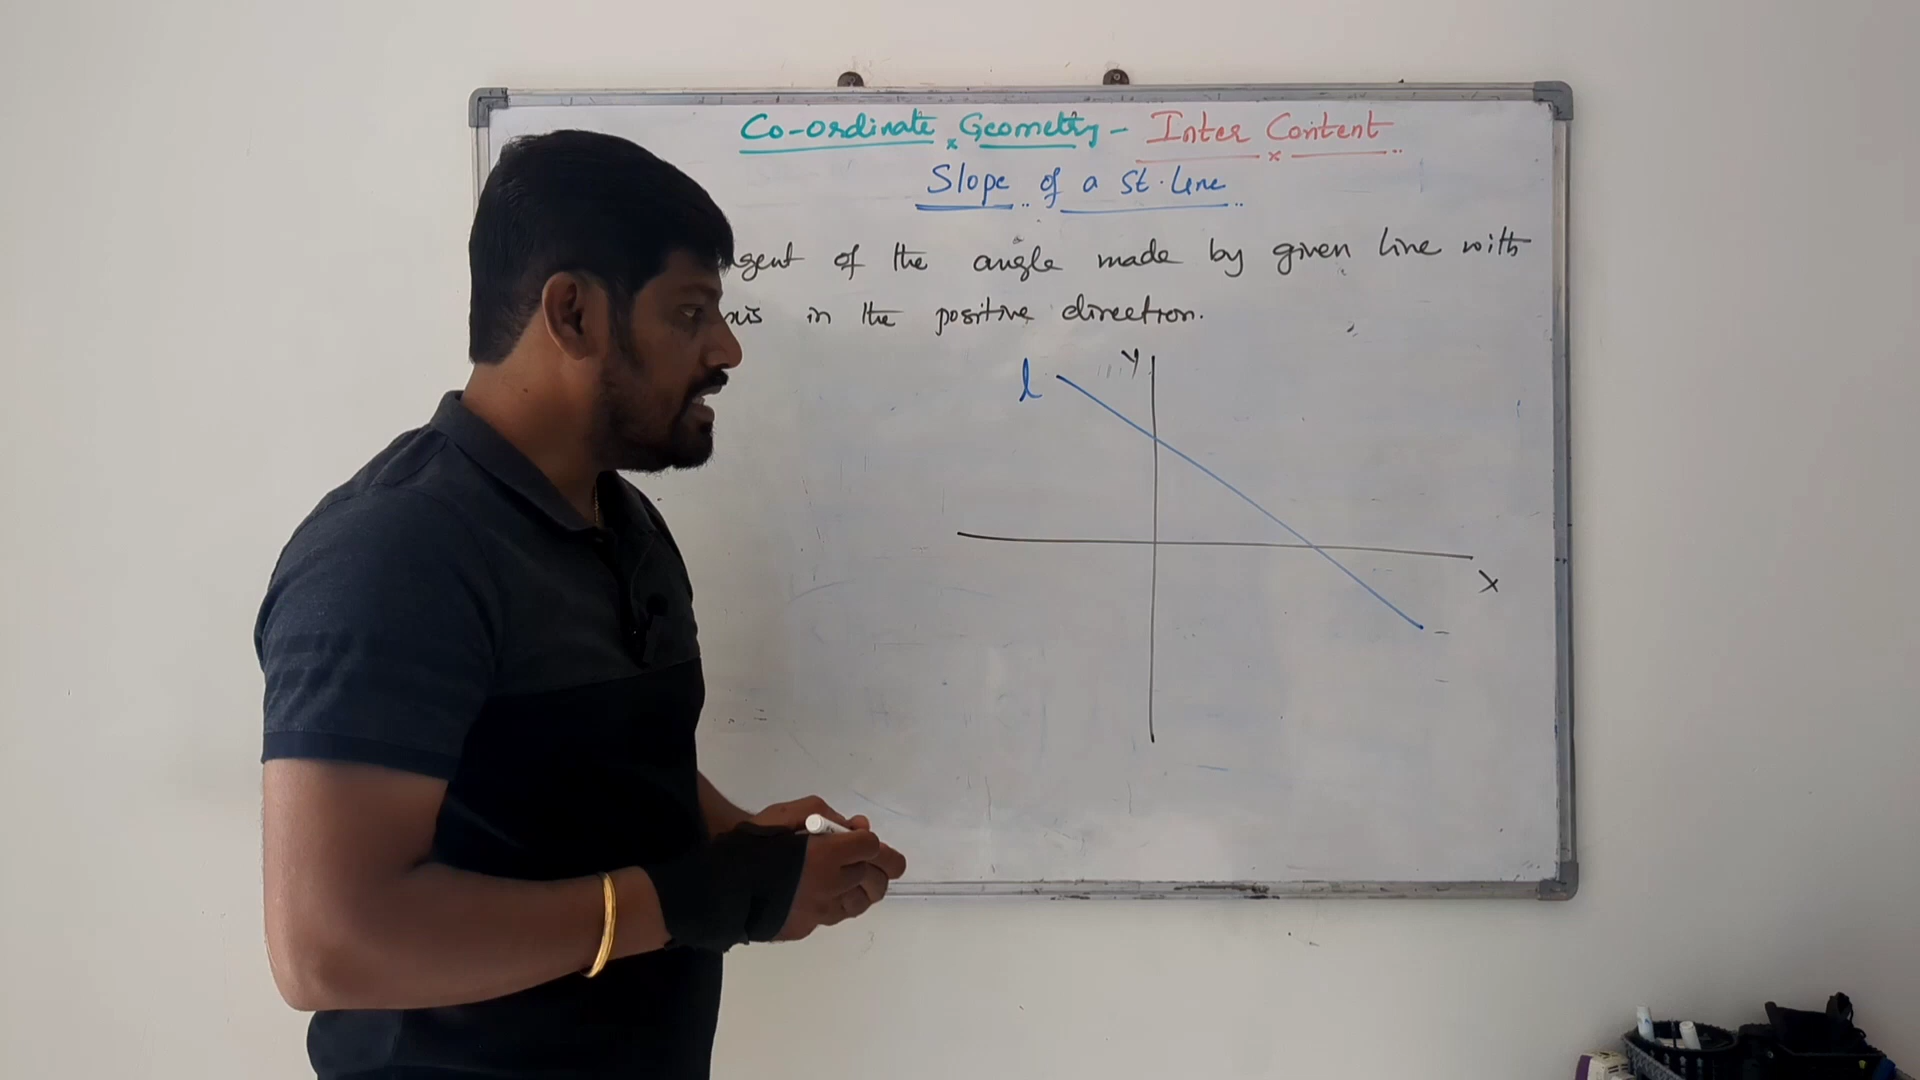 Co-ordinate Geometry - Inter Content
Slope of a St. line
gent of the angle made by given line with
in the positive direction.
l
Y
X